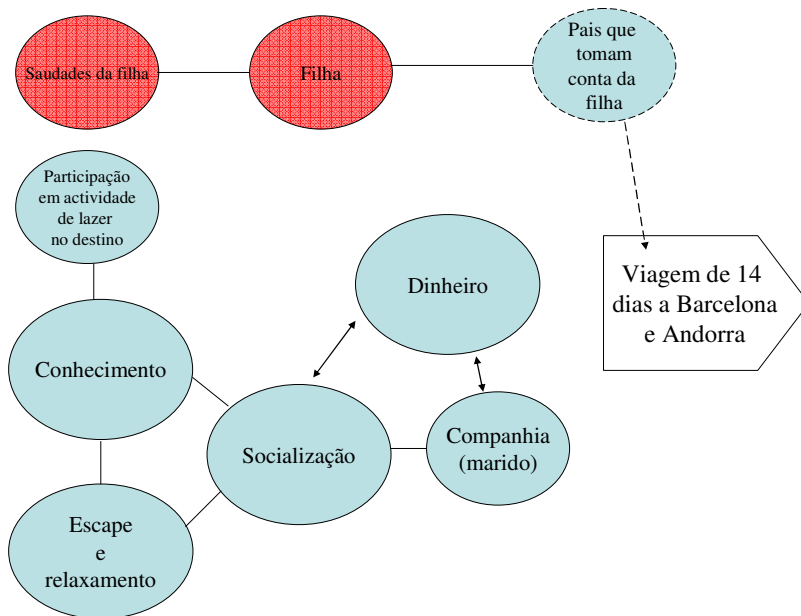 Saudades da filha
Filha
Pais que
tomam
conta da
filha
Participação
em actividade
de lazer
no destino
Dinheiro
Viagem de 14
dias a Barcelona
e Andorra
Conhecimento
Socialização
Companhia
(marido)
Escape
e
relaxamento